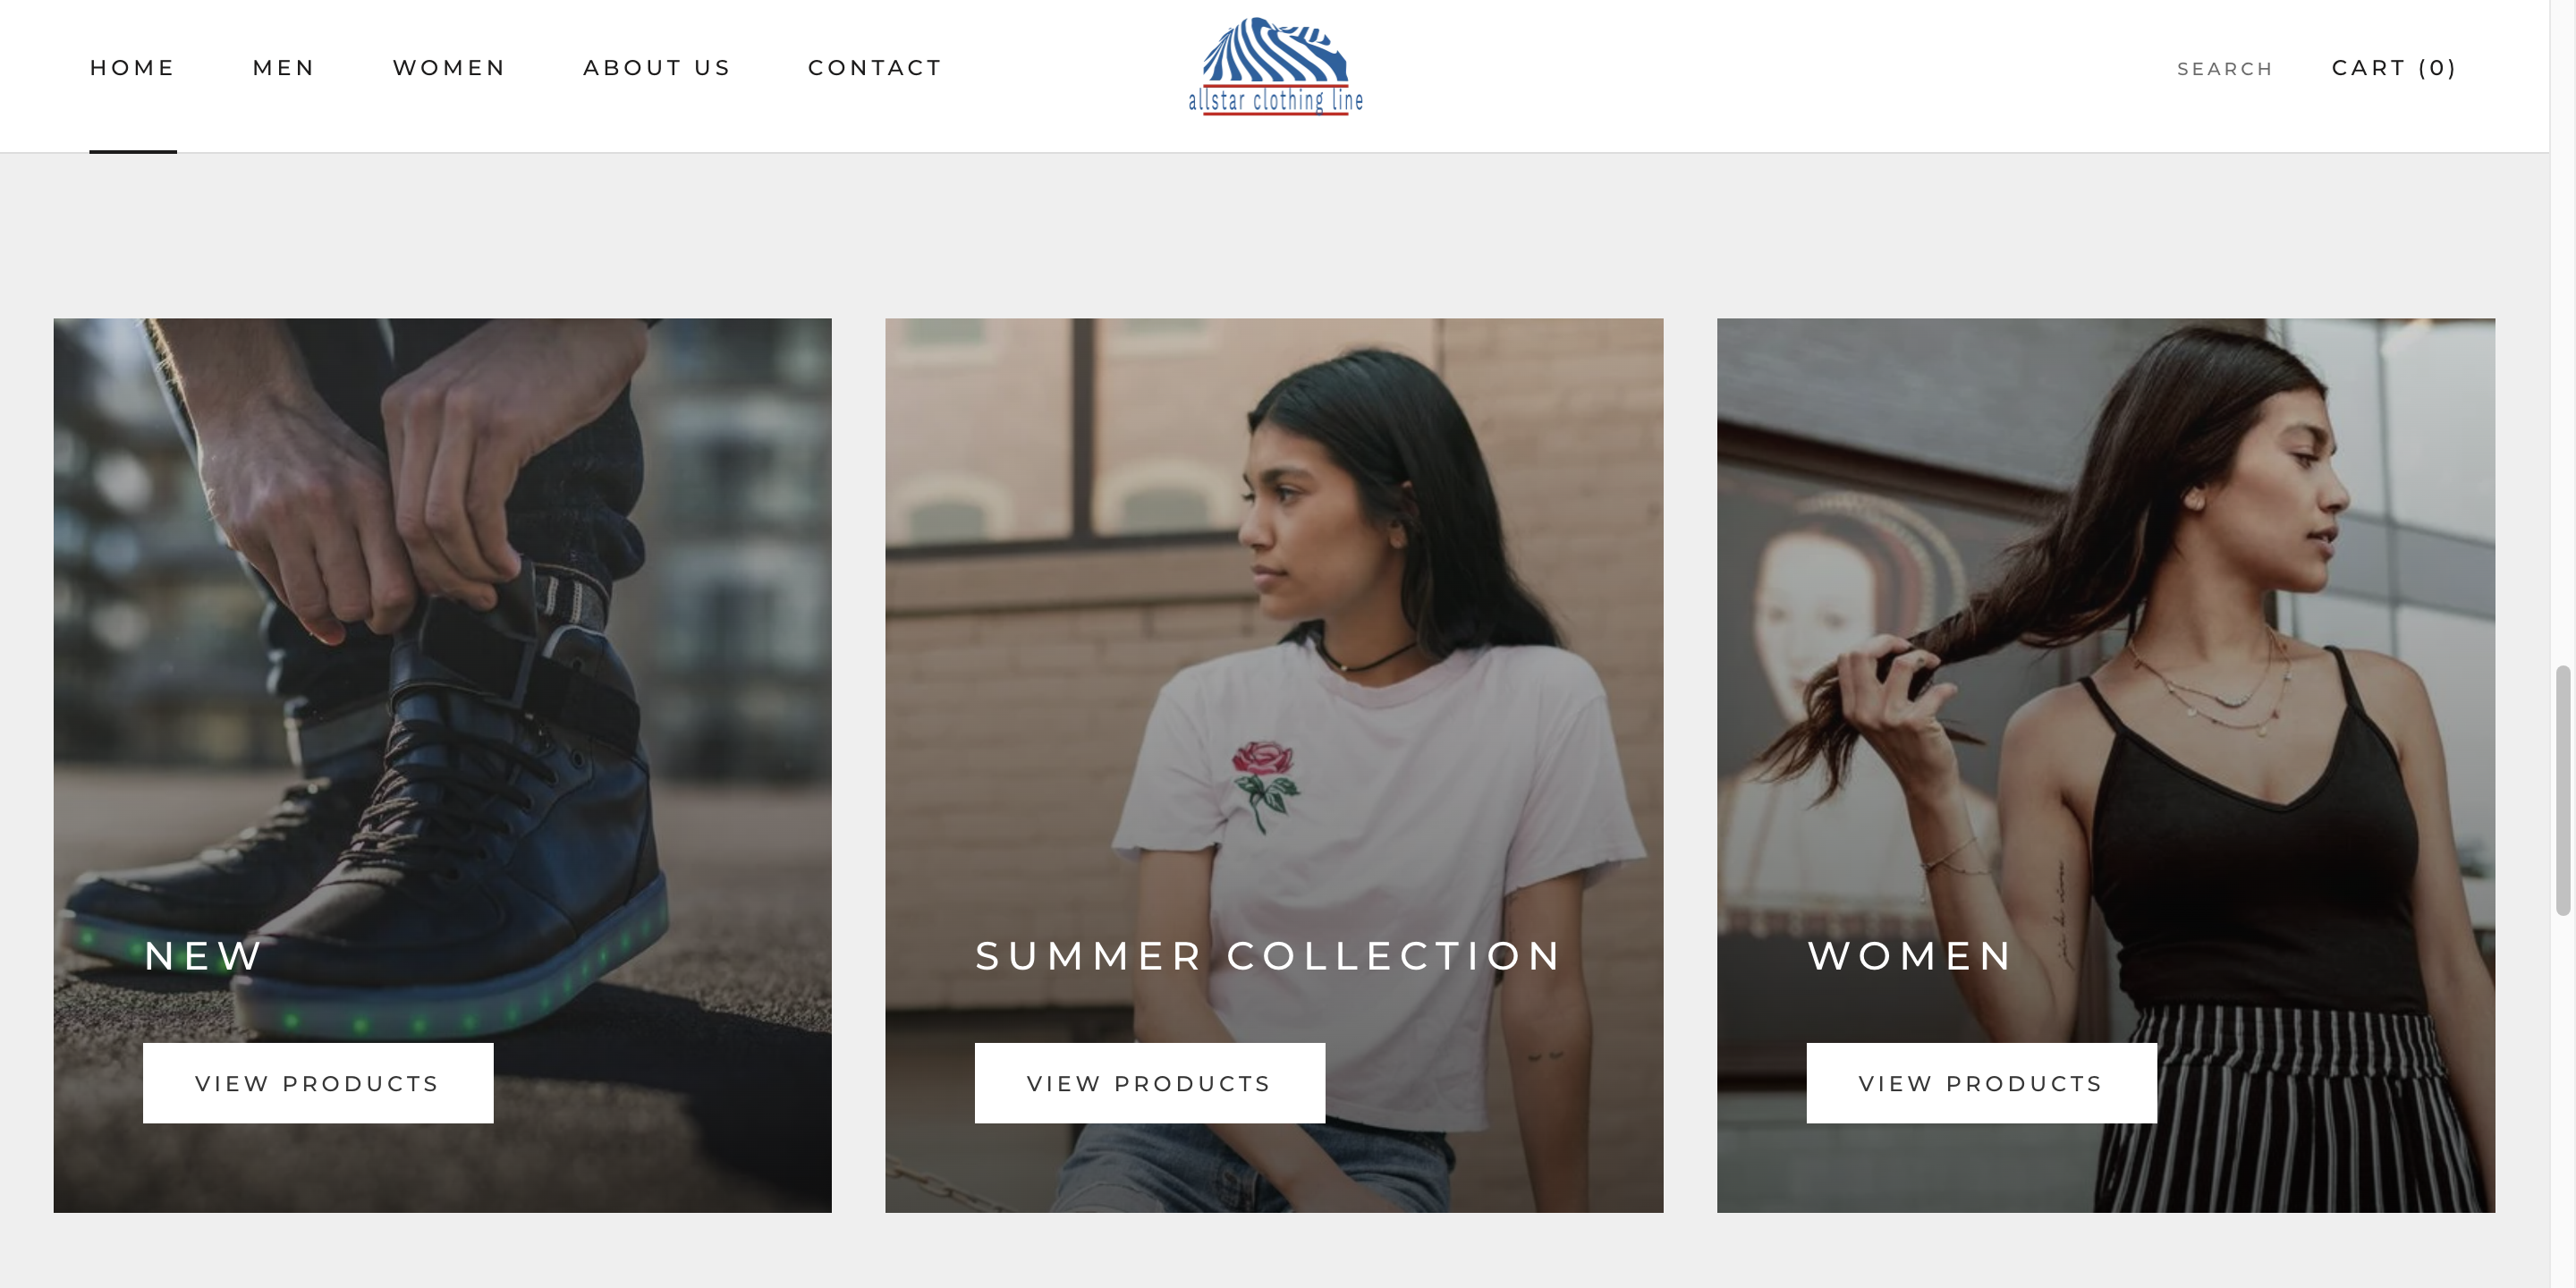 HOME
MEN
WOMEN
ABOUT US
CONTACT
allstar clothing line
SEARCH
CART (0)
NEW
VIEW PRODUCTS
SUMMER COLLECTION
VIEW PRODUCTS
WOMEN
VIEW PRODUCTS